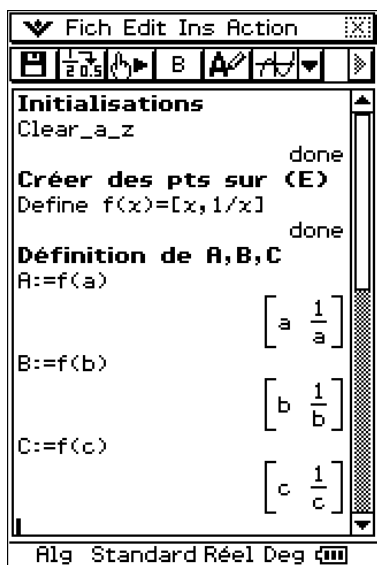 Fich Edit Ins Action
B
Initialisations
Clear_a_z
done
Créer des pts sur (E)
Define f(x)=[x,1/x]
done
Définition de A,B,C
A:=f(a)
[a 1/a]
B:=f(b)
[b 1/b]
C:=f(c)
[c 1/c]
Alg Standard Réel Deg